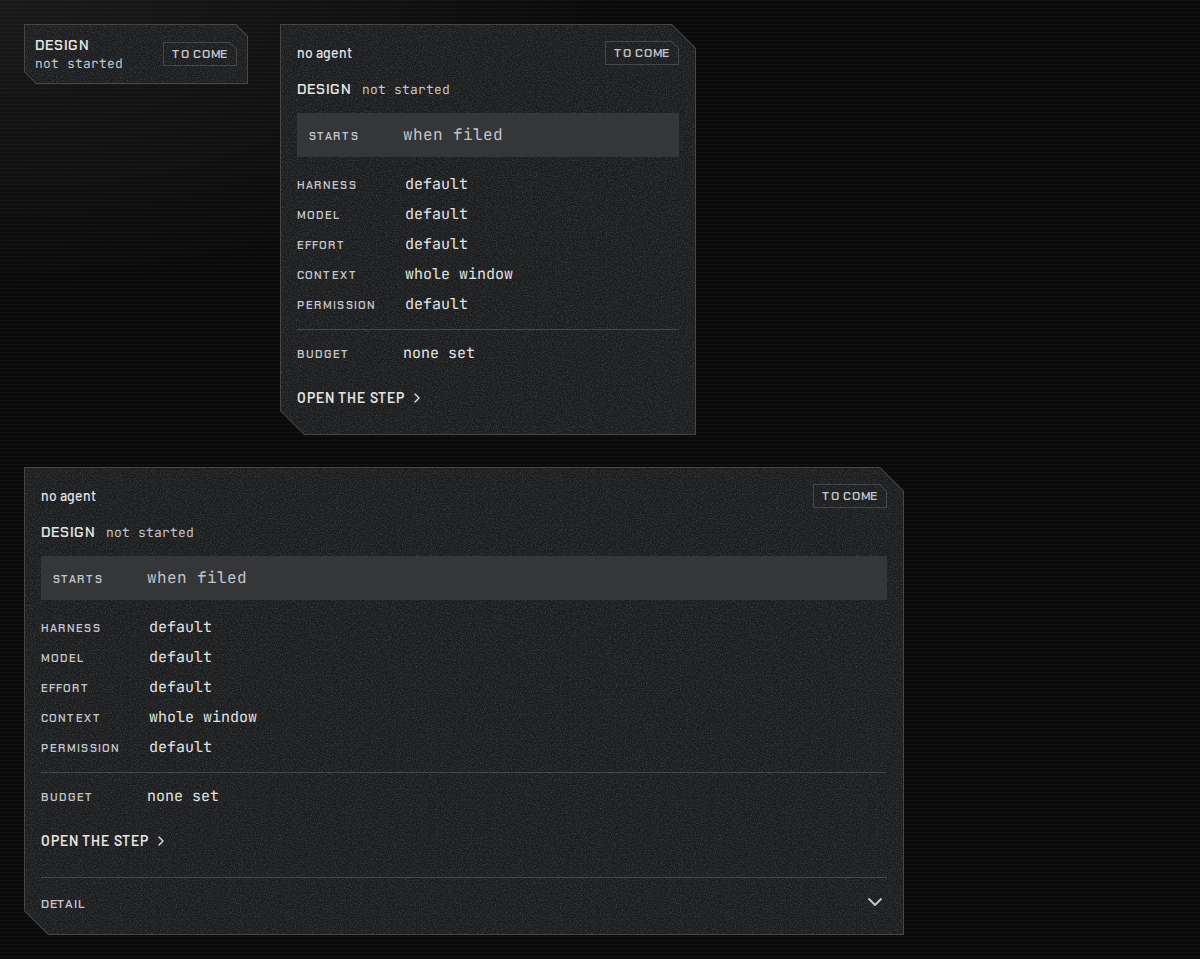 DESIGN
not started
TO COME
no agent
TO COME
DESIGN not started
STARTS when filed
HARNESS default
MODEL default
EFFORT default
CONTEXT whole window
PERMISSION default
BUDGET none set
OPEN THE STEP
no agent
TO COME
DESIGN not started
STARTS when filed
HARNESS default
MODEL default
EFFORT default
CONTEXT whole window
PERMISSION default
BUDGET none set
OPEN THE STEP
DETAIL